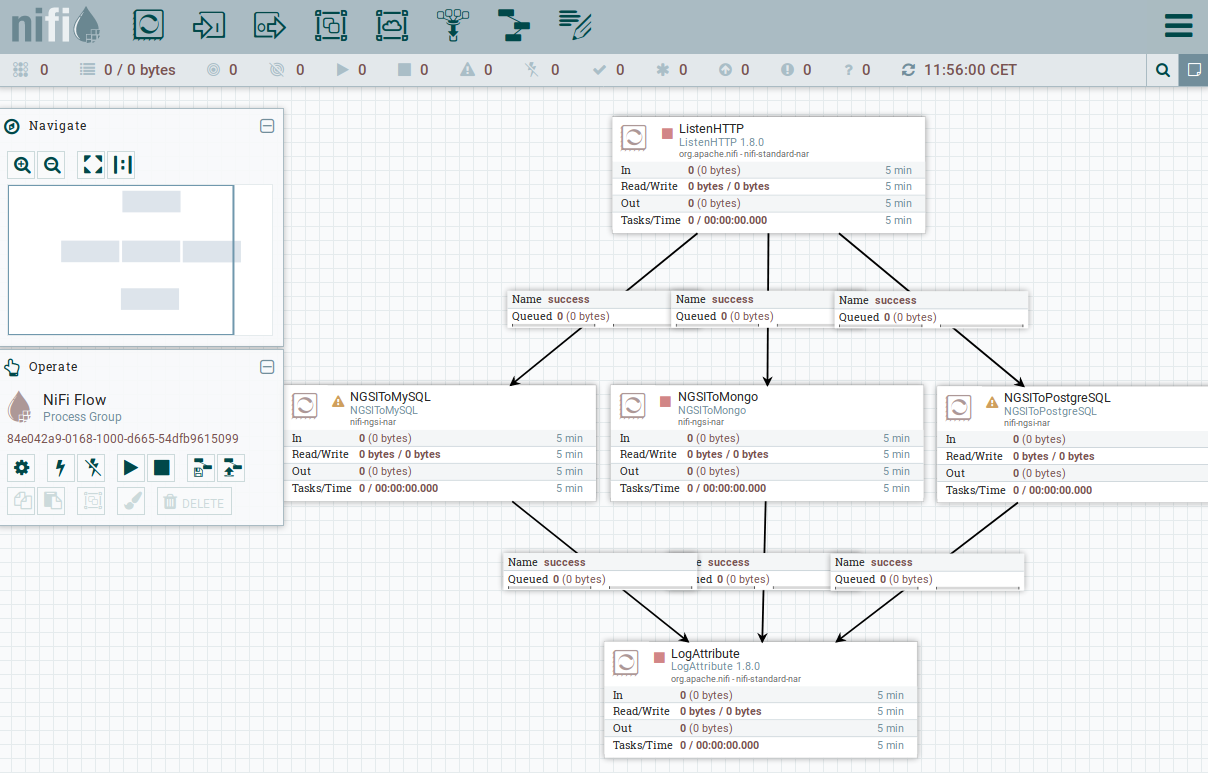 nifi
0 0 / 0 bytes 0 0 0 0 0 0 0 0 0 0 ? 0 11:56:00 CET
Navigate
Operate
NiFi Flow
Process Group
84e042a9-0168-1000-d665-54dfb9615099
DELETE
ListenHTTP
ListenHTTP 1.8.0
org.apache.nifi - nifi-standard-nar
In 0 (0 bytes) 5 min
Read/Write 0 bytes / 0 bytes 5 min
Out 0 (0 bytes) 5 min
Tasks/Time 0 / 00:00:00.000 5 min
Name success
Queued 0 (0 bytes)
Name success
Queued 0 (0 bytes)
Name success
Queued 0 (0 bytes)
NGSIToMySQL
NGSIToMySQL
nifi-ngsi-nar
In 0 (0 bytes) 5 min
Read/Write 0 bytes / 0 bytes 5 min
Out 0 (0 bytes) 5 min
Tasks/Time 0 / 00:00:00.000 5 min
NGSIToMongo
NGSIToMongo
nifi-ngsi-nar
In 0 (0 bytes) 5 min
Read/Write 0 bytes / 0 bytes 5 min
Out 0 (0 bytes) 5 min
Tasks/Time 0 / 00:00:00.000 5 min
NGSIToPostgreSQL
NGSIToPostgreSQL
nifi-ngsi-nar
In 0 (0 bytes)
Read/Write 0 bytes / 0 bytes
Out 0 (0 bytes)
Tasks/Time 0 / 00:00:00.000
Name success
Queued 0 (0 bytes)
e success
ued 0 (0 bytes)
Name success
Queued 0 (0 bytes)
LogAttribute
LogAttribute 1.8.0
org.apache.nifi - nifi-standard-nar
In 0 (0 bytes) 5 min
Read/Write 0 bytes / 0 bytes 5 min
Out 0 (0 bytes) 5 min
Tasks/Time 0 / 00:00:00.000 5 min